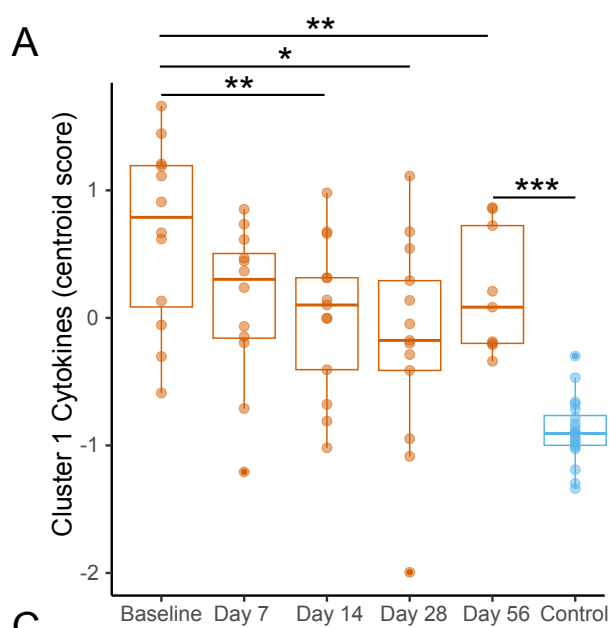 A
**
*
**
***
Cluster 1 Cytokines (centroid score)
1
0
-1
-2
Baseline Day 7 Day 14 Day 28 Day 56 Control
C